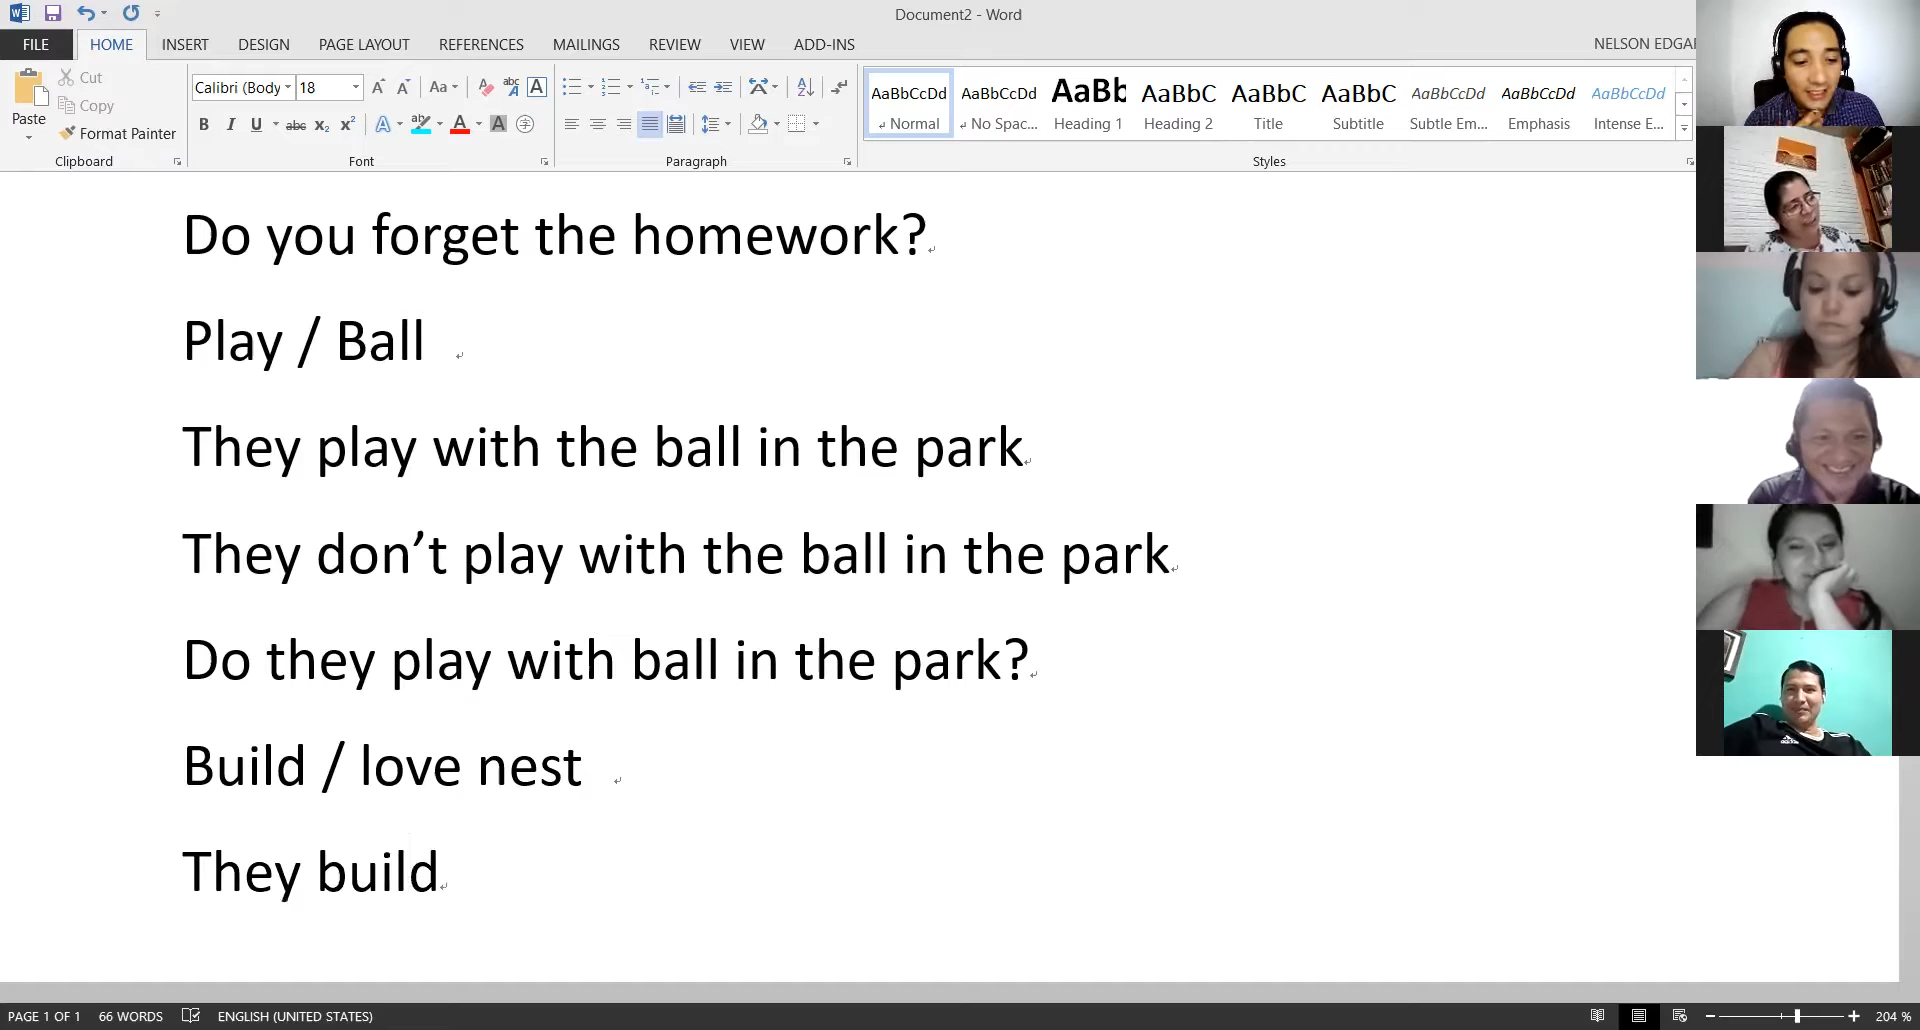 Document2 - Word
FILE HOME INSERT DESIGN PAGE LAYOUT REFERENCES MAILINGS REVIEW VIEW ADD-INS
NELSON EDGA
Paste
Cut
Copy
Format Painter
Clipboard
Calibri (Body 18
Font
Paragraph
AaBbCcDd AaBbCcDd AaBb AaBbC AaBbC AaBbC AaBbCcDd AaBbCcDd AaBbCcDd
Normal No Spac... Heading 1 Heading 2 Title Subtitle Subtle Em... Emphasis Intense E...
Styles
Do you forget the homework?
Play / Ball
They play with the ball in the park
They don’t play with the ball in the park
Do they play with ball in the park?
Build / love nest
They build
adidas
PAGE 1 OF 1 66 WORDS ENGLISH (UNITED STATES) 204 %